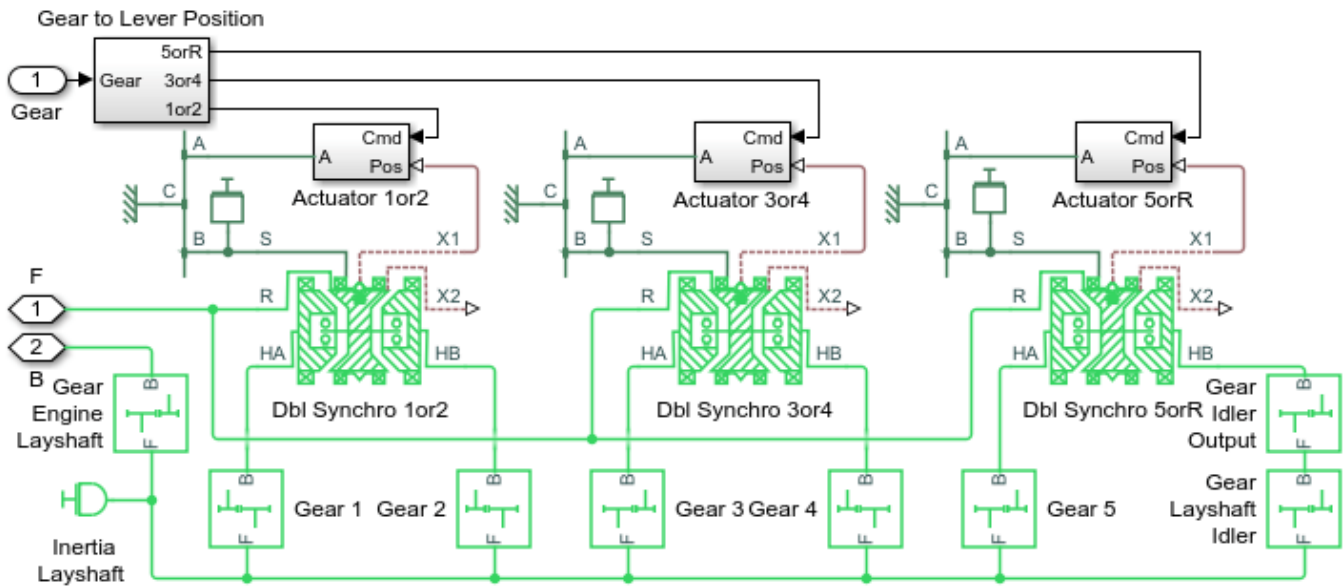 Gear to Lever Position
5orR
1
Gear
3or4
Gear
1or2
A
A
Cmd
Pos
Actuator 1or2
C
B
S
X1
A
A
Cmd
Pos
Actuator 3or4
C
B
S
X1
A
A
Cmd
Pos
Actuator 5orR
C
B
S
X1
F
1
2
B
R
X2
HA
HB
Dbl Synchro 1or2
R
X2
HA
HB
Dbl Synchro 3or4
R
X2
HA
HB
Dbl Synchro 5orR
Gear
Engine
Layshaft
B
F
Gear
Idler
Output
B
F
B
F
Gear 1
Gear 2
B
F
B
F
Gear 3
Gear 4
B
F
B
F
Gear 5
Gear
Layshaft
Idler
B
F
Inertia
Layshaft